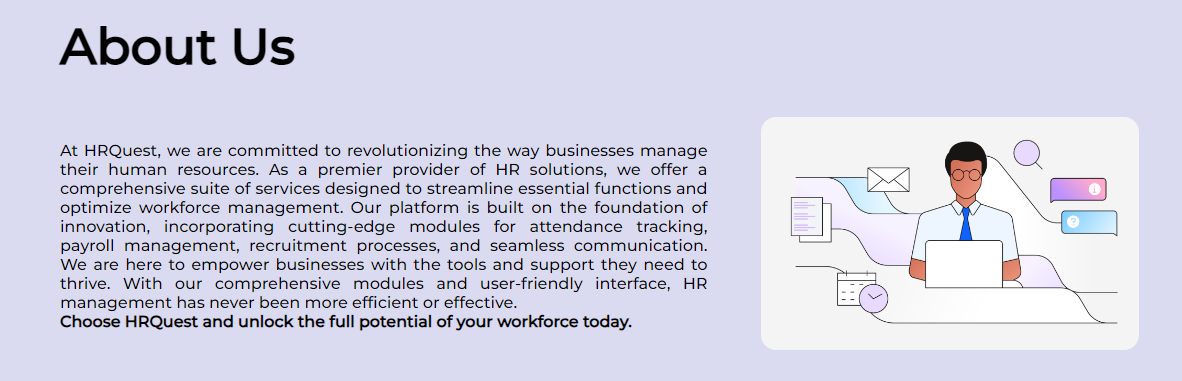 About Us
At HRQuest, we are committed to revolutionizing the way businesses manage
their human resources. As a premier provider of HR solutions, we offer a
comprehensive suite of services designed to streamline essential functions and
optimize workforce management. Our platform is built on the foundation of
innovation, incorporating cutting-edge modules for attendance tracking,
payroll management, recruitment processes, and seamless communication.
We are here to empower businesses with the tools and support they need to
thrive. With our comprehensive modules and user-friendly interface, HR
management has never been more efficient or effective.
Choose HRQuest and unlock the full potential of your workforce today.